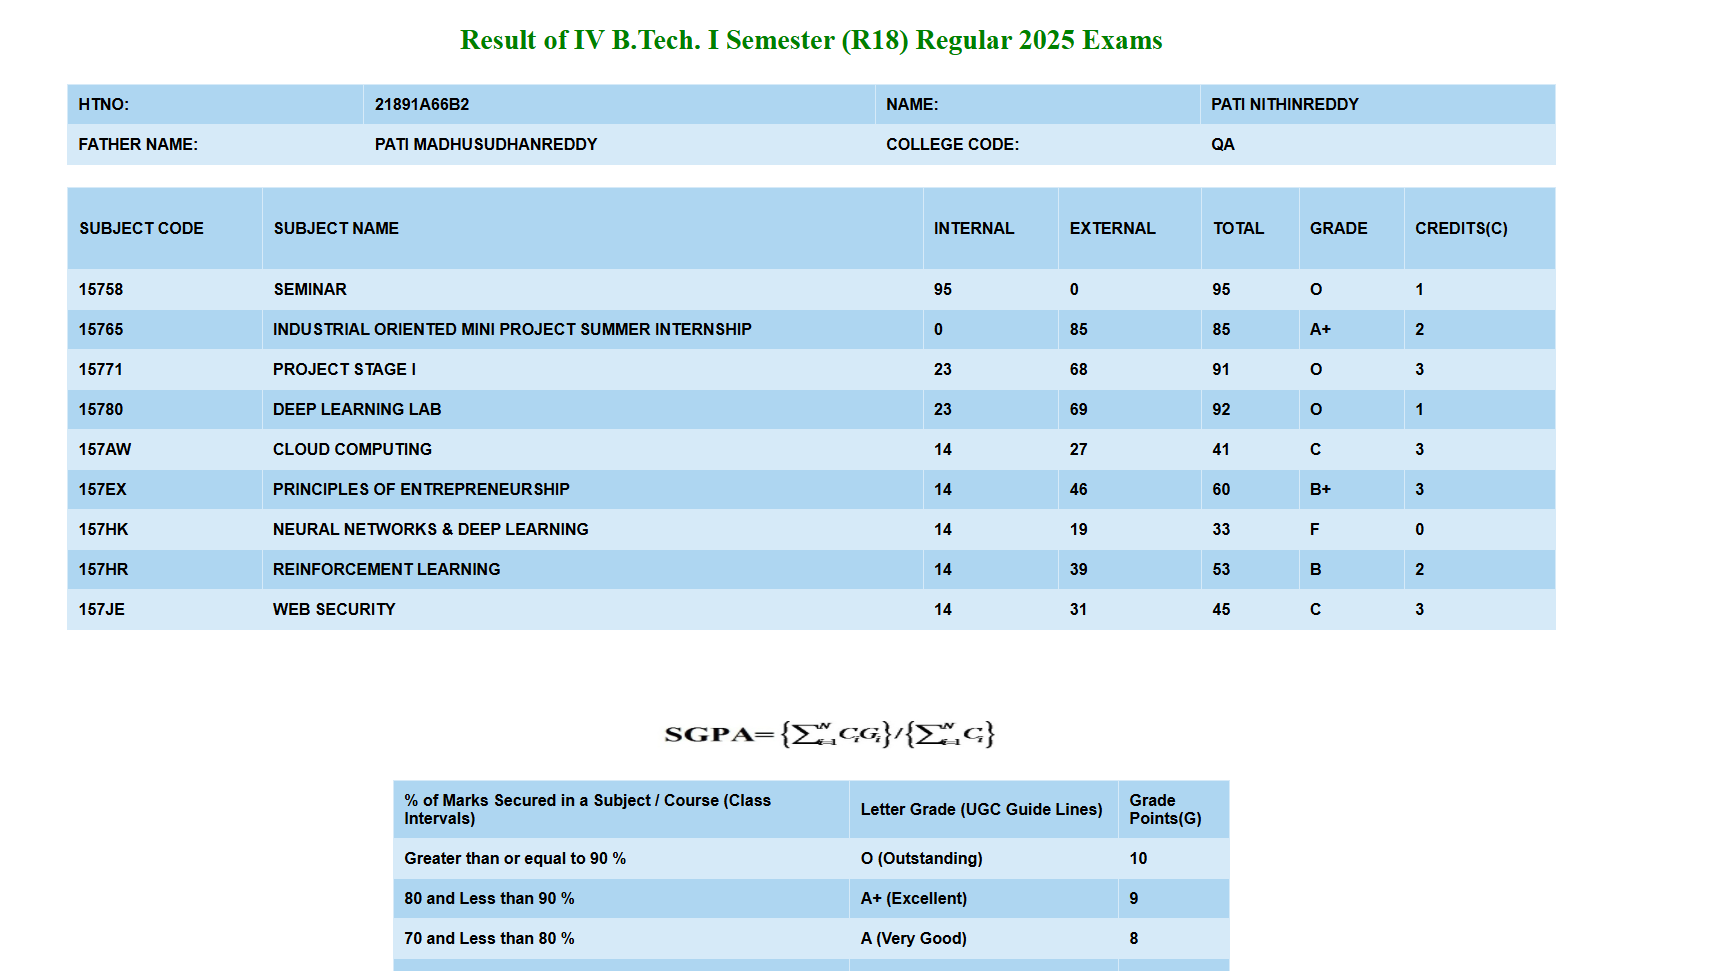 Result of IV B.Tech. I Semester (R18) Regular 2025 Exams
HTNO: 21891A66B2 NAME: PATI NITHINREDDY
FATHER NAME: PATI MADHUSUDHANREDDY COLLEGE CODE: QA
SUBJECT CODE SUBJECT NAME INTERNAL EXTERNAL TOTAL GRADE CREDITS(C)
15758 SEMINAR 95 0 95 O 1
15765 INDUSTRIAL ORIENTED MINI PROJECT SUMMER INTERNSHIP 0 85 85 A+ 2
15771 PROJECT STAGE I 23 68 91 O 3
15780 DEEP LEARNING LAB 23 69 92 O 1
157AW CLOUD COMPUTING 14 27 41 C 3
157EX PRINCIPLES OF ENTREPRENEURSHIP 14 46 60 B+ 3
157HK NEURAL NETWORKS & DEEP LEARNING 14 19 33 F 0
157HR REINFORCEMENT LEARNING 14 39 53 B 2
157JE WEB SECURITY 14 31 45 C 3
SGPA={∑ᴺᵢ₌₁CᵢGᵢ}/{∑ᴺᵢ₌₁Cᵢ}
% of Marks Secured in a Subject / Course (Class Intervals) Letter Grade (UGC Guide Lines) Grade Points(G)
Greater than or equal to 90 % O (Outstanding) 10
80 and Less than 90 % A+ (Excellent) 9
70 and Less than 80 % A (Very Good) 8